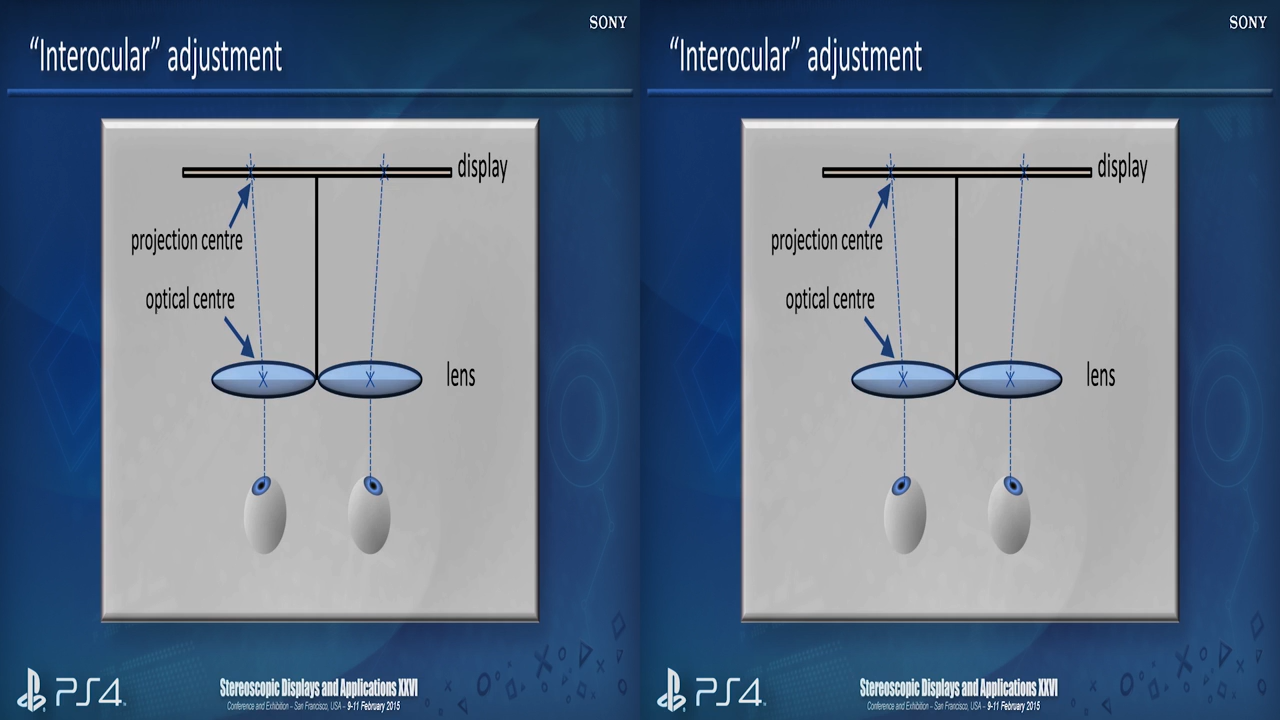 SONY
“Interocular” adjustment
display
projection centre
optical centre
lens
PS4
Stereoscopic Displays and Applications XXVI
Conference and Exhibition – San Francisco, USA – 9-11 February 2015
SONY
“Interocular” adjustment
display
projection centre
optical centre
lens
PS4
Stereoscopic Displays and Applications XXVI
Conference and Exhibition – San Francisco, USA – 9-11 February 2015